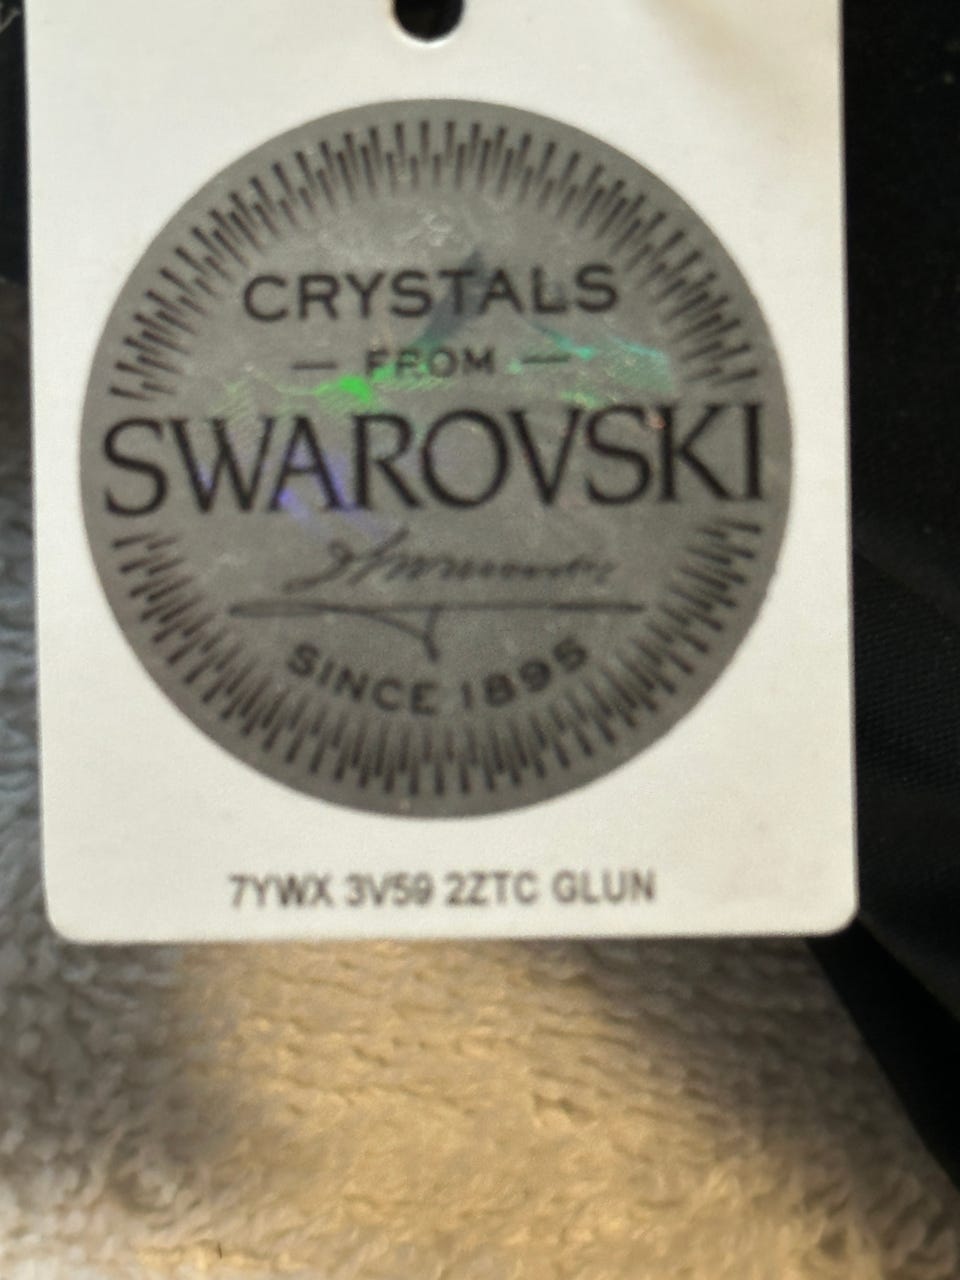 CRYSTALS
— FROM —
SWAROVSKI
SINCE 1895
7YWX 3V59 2ZTC GLUN